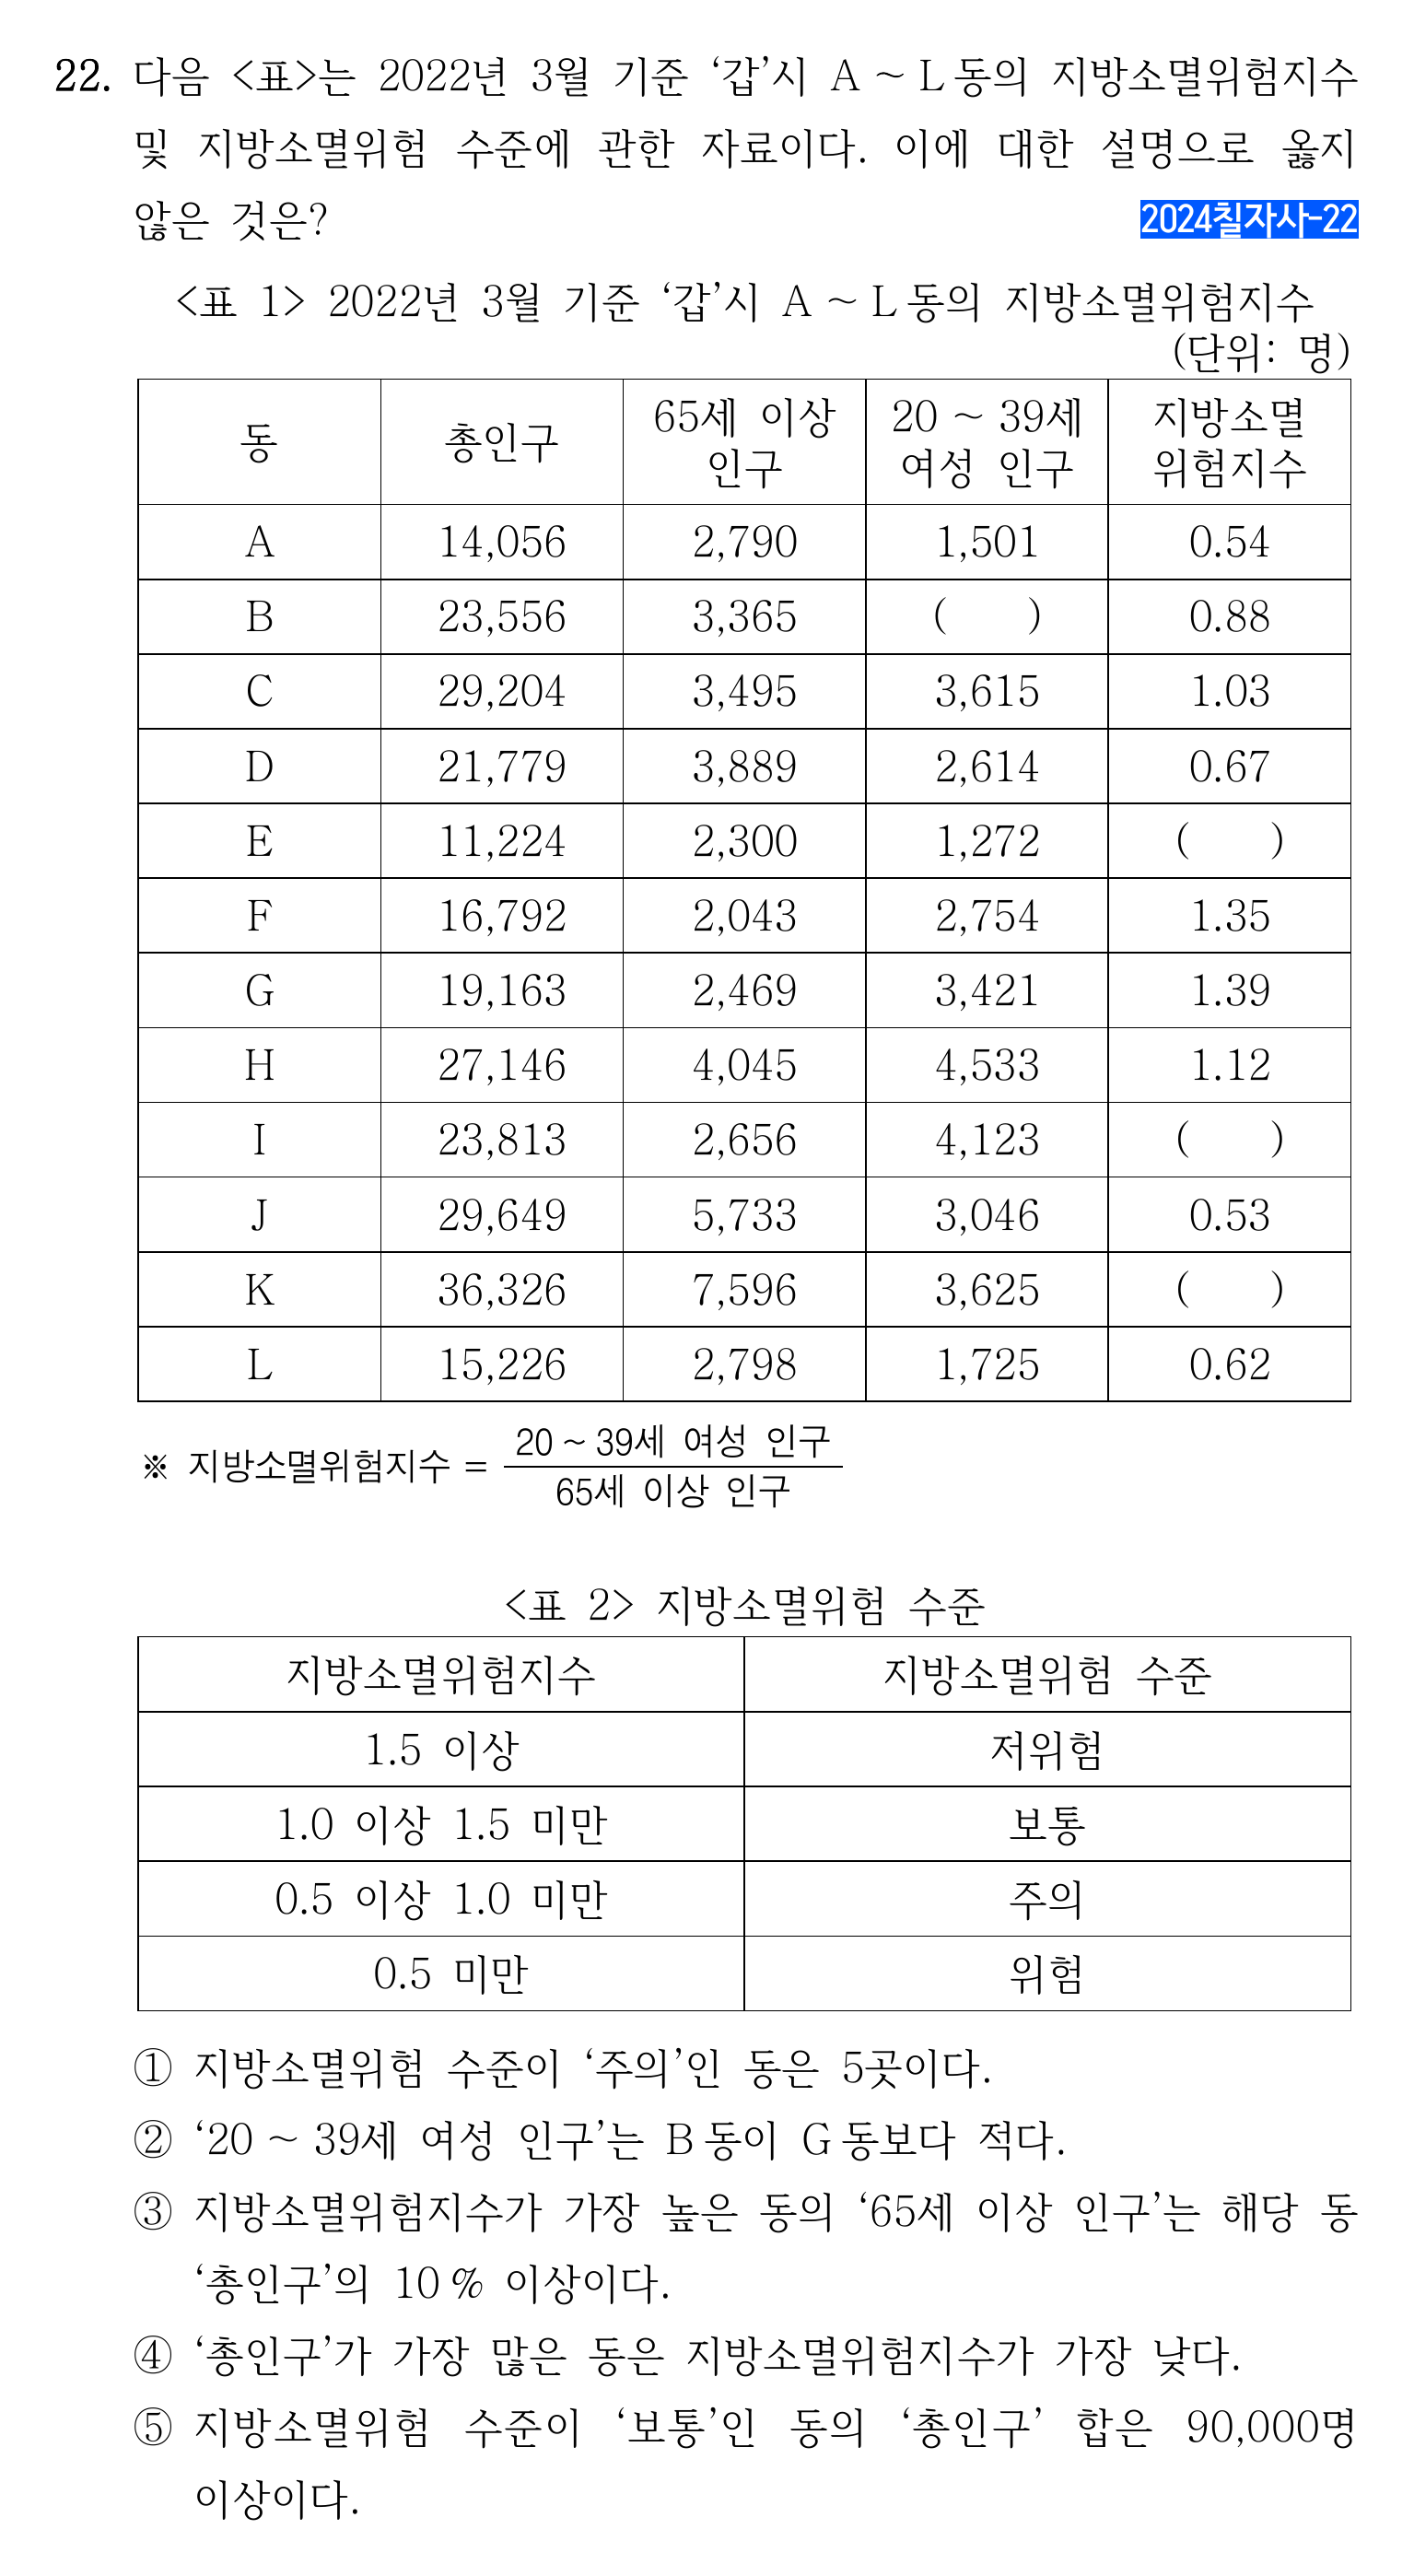 22. 다음 <표>는 2022년 3월 기준 ‘갑’시 A ~ L동의 지방소멸위험지수
및 지방소멸위험 수준에 관한 자료이다. 이에 대한 설명으로 옳지
않은 것은?
2024칠자사-22
<표 1> 2022년 3월 기준 ‘갑’시 A ~ L동의 지방소멸위험지수
(단위: 명)
동 총인구 65세 이상 인구 20 ~ 39세 여성 인구 지방소멸 위험지수
A 14,056 2,790 1,501 0.54
B 23,556 3,365 ( ) 0.88
C 29,204 3,495 3,615 1.03
D 21,779 3,889 2,614 0.67
E 11,224 2,300 1,272 ( )
F 16,792 2,043 2,754 1.35
G 19,163 2,469 3,421 1.39
H 27,146 4,045 4,533 1.12
I 23,813 2,656 4,123 ( )
J 29,649 5,733 3,046 0.53
K 36,326 7,596 3,625 ( )
L 15,226 2,798 1,725 0.62
※ 지방소멸위험지수 = 20 ~ 39세 여성 인구
65세 이상 인구
<표 2> 지방소멸위험 수준
지방소멸위험지수 지방소멸위험 수준
1.5 이상 저위험
1.0 이상 1.5 미만 보통
0.5 이상 1.0 미만 주의
0.5 미만 위험
① 지방소멸위험 수준이 ‘주의’인 동은 5곳이다.
② ‘20 ~ 39세 여성 인구’는 B동이 G동보다 적다.
③ 지방소멸위험지수가 가장 높은 동의 ‘65세 이상 인구’는 해당 동
‘총인구’의 10 % 이상이다.
④ ‘총인구’가 가장 많은 동은 지방소멸위험지수가 가장 낮다.
⑤ 지방소멸위험 수준이 ‘보통’인 동의 ‘총인구’ 합은 90,000명
이상이다.